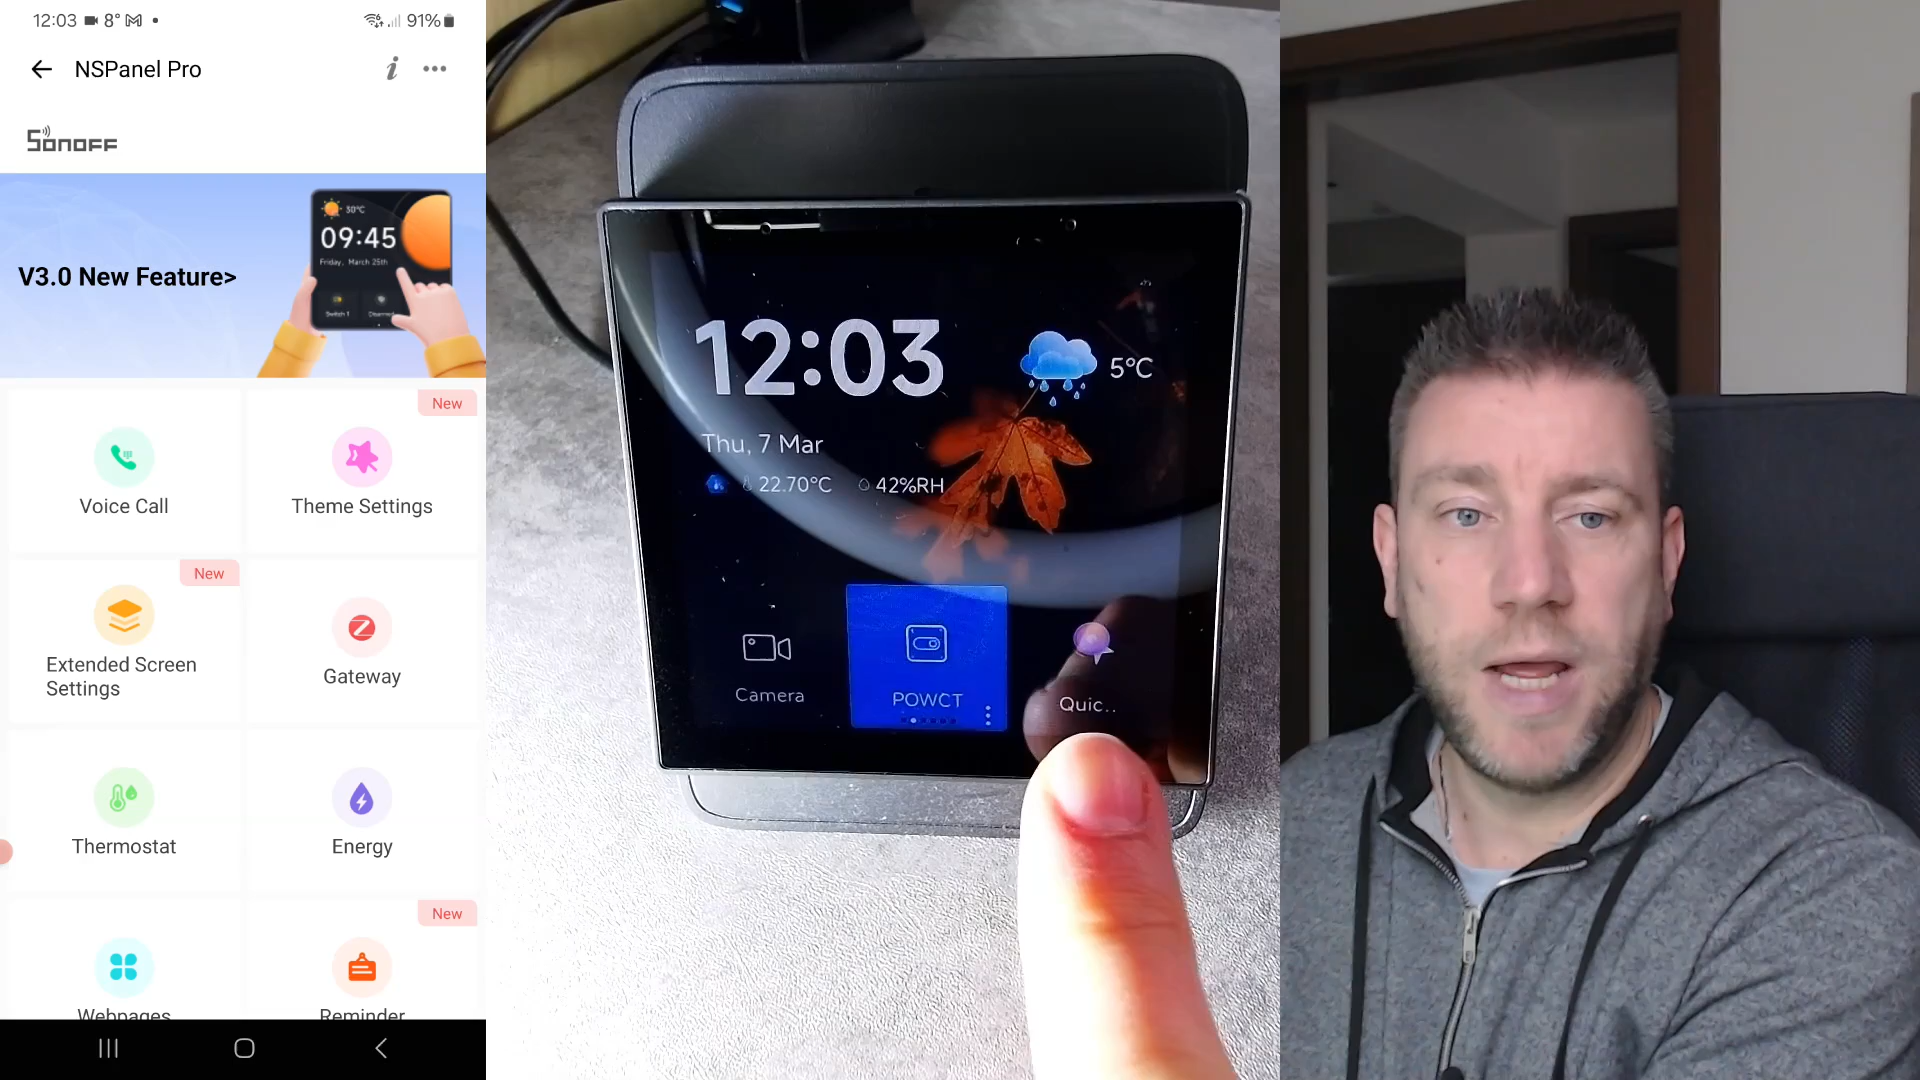 12:03 8° 91%
NSPanel Pro
SONOFF
V3.0 New Feature>
30°C
09:45
Friday, March 25th
Switch 1
New
Voice Call
Theme Settings
New
Extended Screen
Settings
Gateway
Thermostat
Energy
New
Webpages
Reminder
12:03
5°C
Thu, 7 Mar
22.70°C 42%RH
Camera
POWCT
Quic..